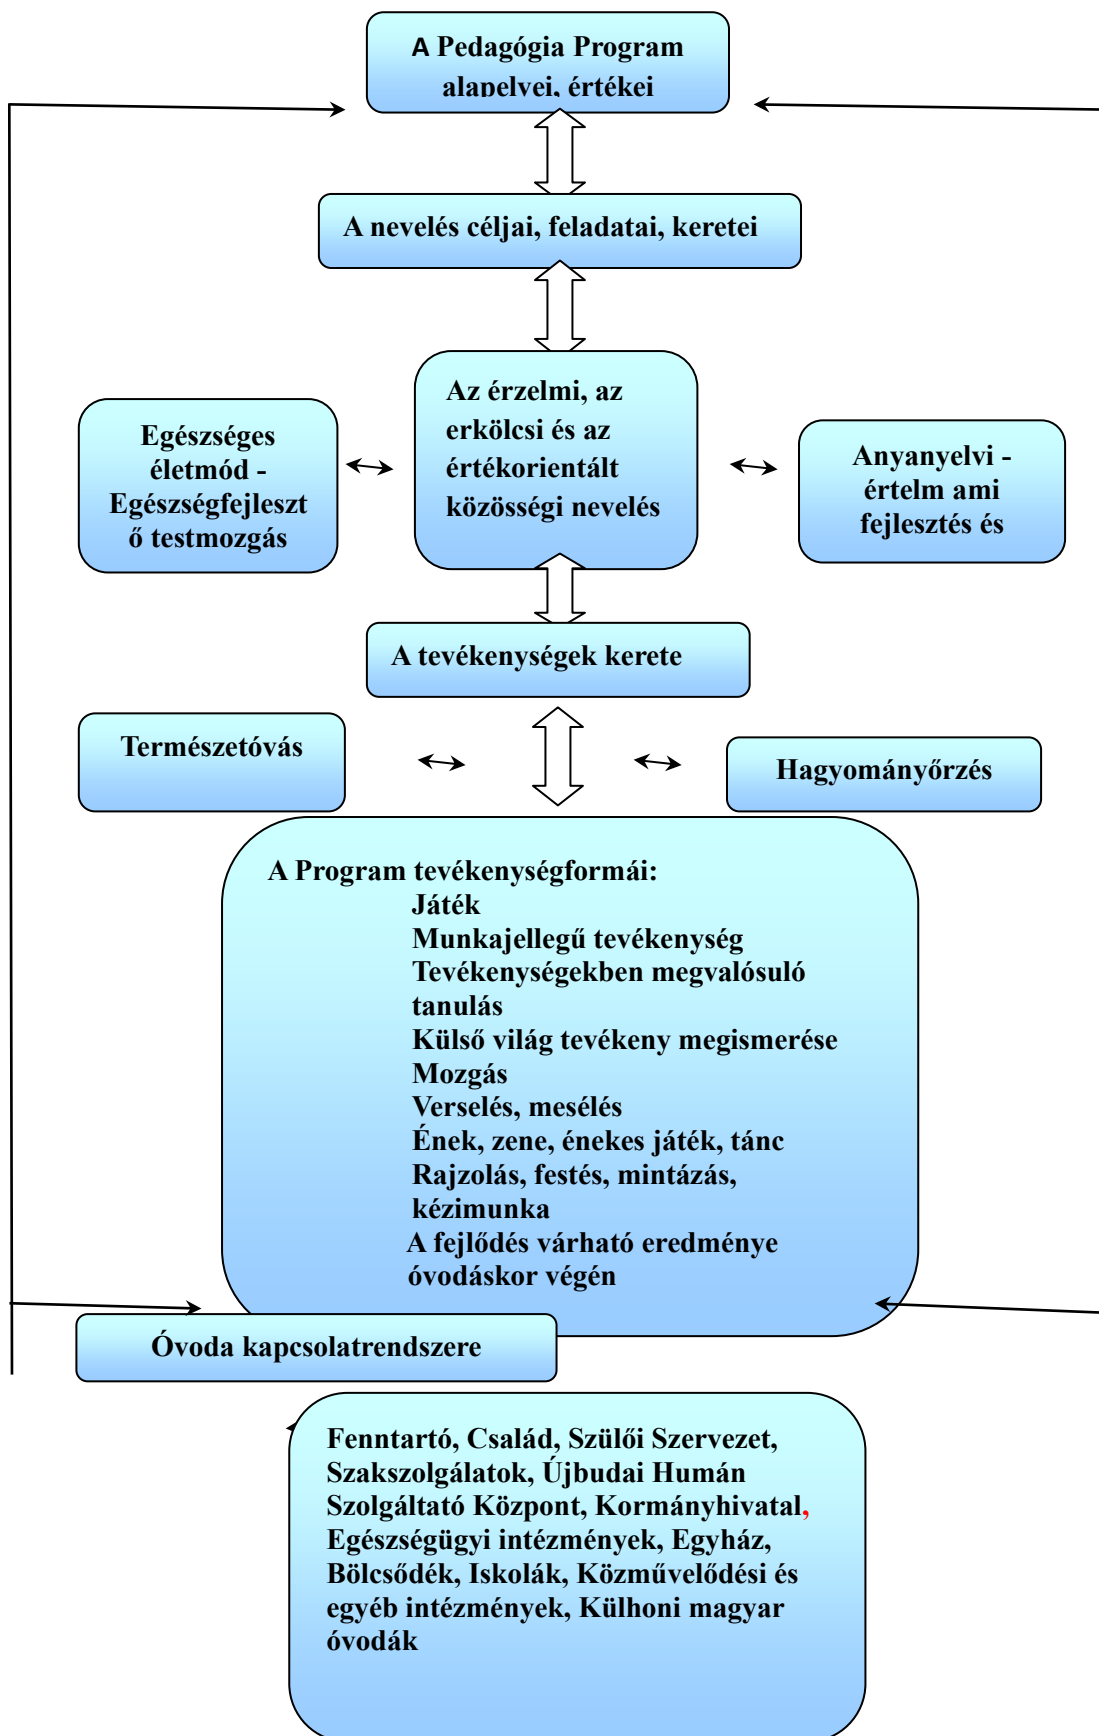 A Pedagógia Program
alapelvei, értékei
A nevelés céljai, feladatai, keretei
Az érzelmi, az
erkölcsi és az
értékorientált
közösségi nevelés
Egészséges
életmód -
Egészségfejleszt
ő testmozgás
Anyanyelvi -
értelm ami
fejlesztés és
A tevékenységek kerete
Természetóvás
Hagyományőrzés
A Program tevékenységformái:
Játék
Munkajellegű tevékenység
Tevékenységekben megvalósuló
tanulás
Külső világ tevékeny megismerése
Mozgás
Verselés, mesélés
Ének, zene, énekes játék, tánc
Rajzolás, festés, mintázás,
kézimunka
A fejlődés várható eredménye
óvodáskor végén
Óvoda kapcsolatrendszere
Fenntartó, Család, Szülői Szervezet,
Szakszolgálatok, Újbudai Humán
Szolgáltató Központ, Kormányhivatal,
Egészségügyi intézmények, Egyház,
Bölcsődék, Iskolák, Közművelődési és
egyéb intézmények, Külhoni magyar
óvodák